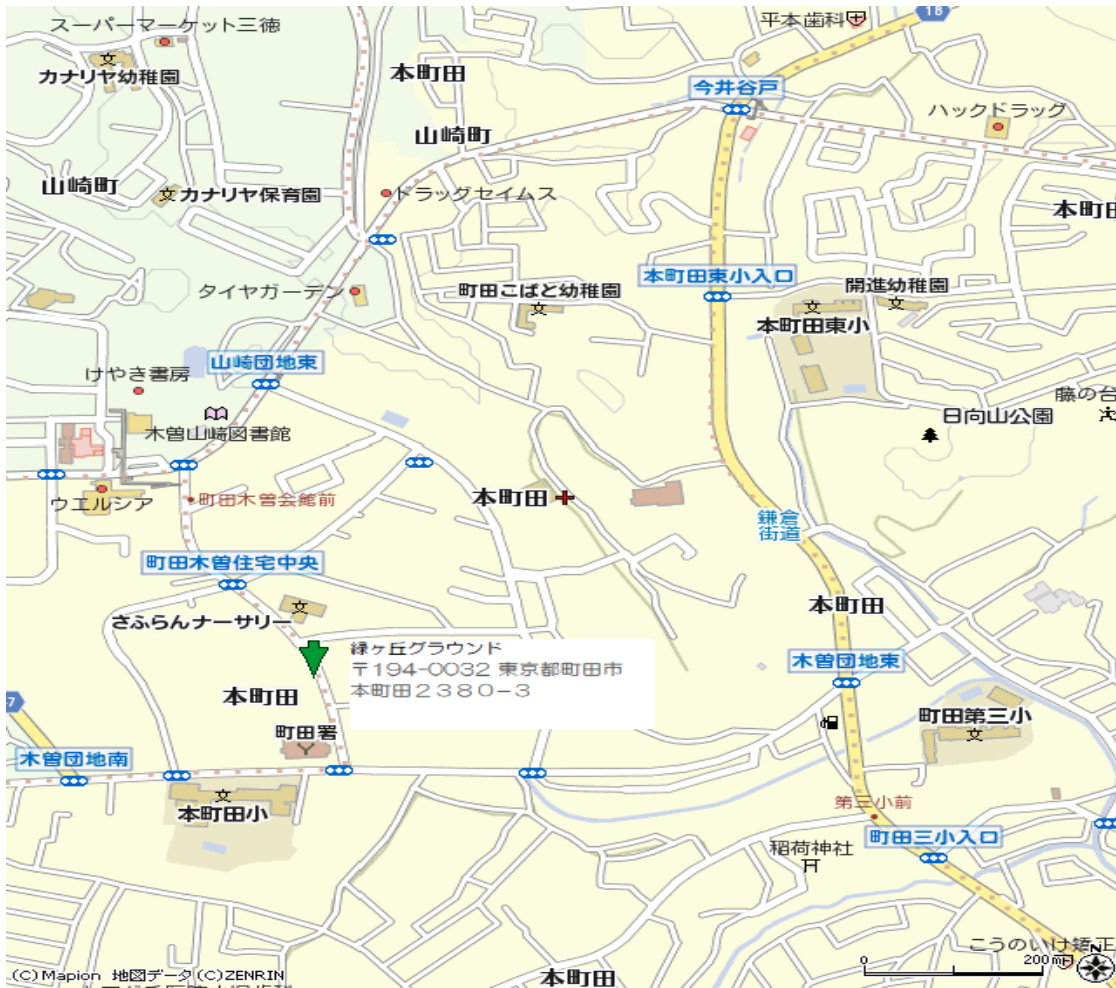 スーパーマーケット三徳
平本歯科
18
カナリヤ幼稚園
本町田
今井谷戸
ハックドラッグ
山崎町
山崎町
カナリヤ保育園
ドラッグセイムス
本町田
本町田東小入口
開進幼稚園
タイヤガーデン
町田こばと幼稚園
本町田東小
山崎団地東
けやき書房
藤の台
日向山公園
木曽山崎図書館
ウエルシア
町田木曽会館前
本町田
鎌倉
街道
町田木曽住宅中央
さふらんナーサリー
本町田
緑ヶ丘グラウンド
〒194-0032 東京都町田市
本町田2380-3
木曽団地東
本町田
7
町田署
町田第三小
木曽団地南
本町田小
第三小前
町田三小入口
稲荷神社
こうのいけ矯正
N
0 200m
(C)Mapion 地図データ(C)ZENRIN
本町田